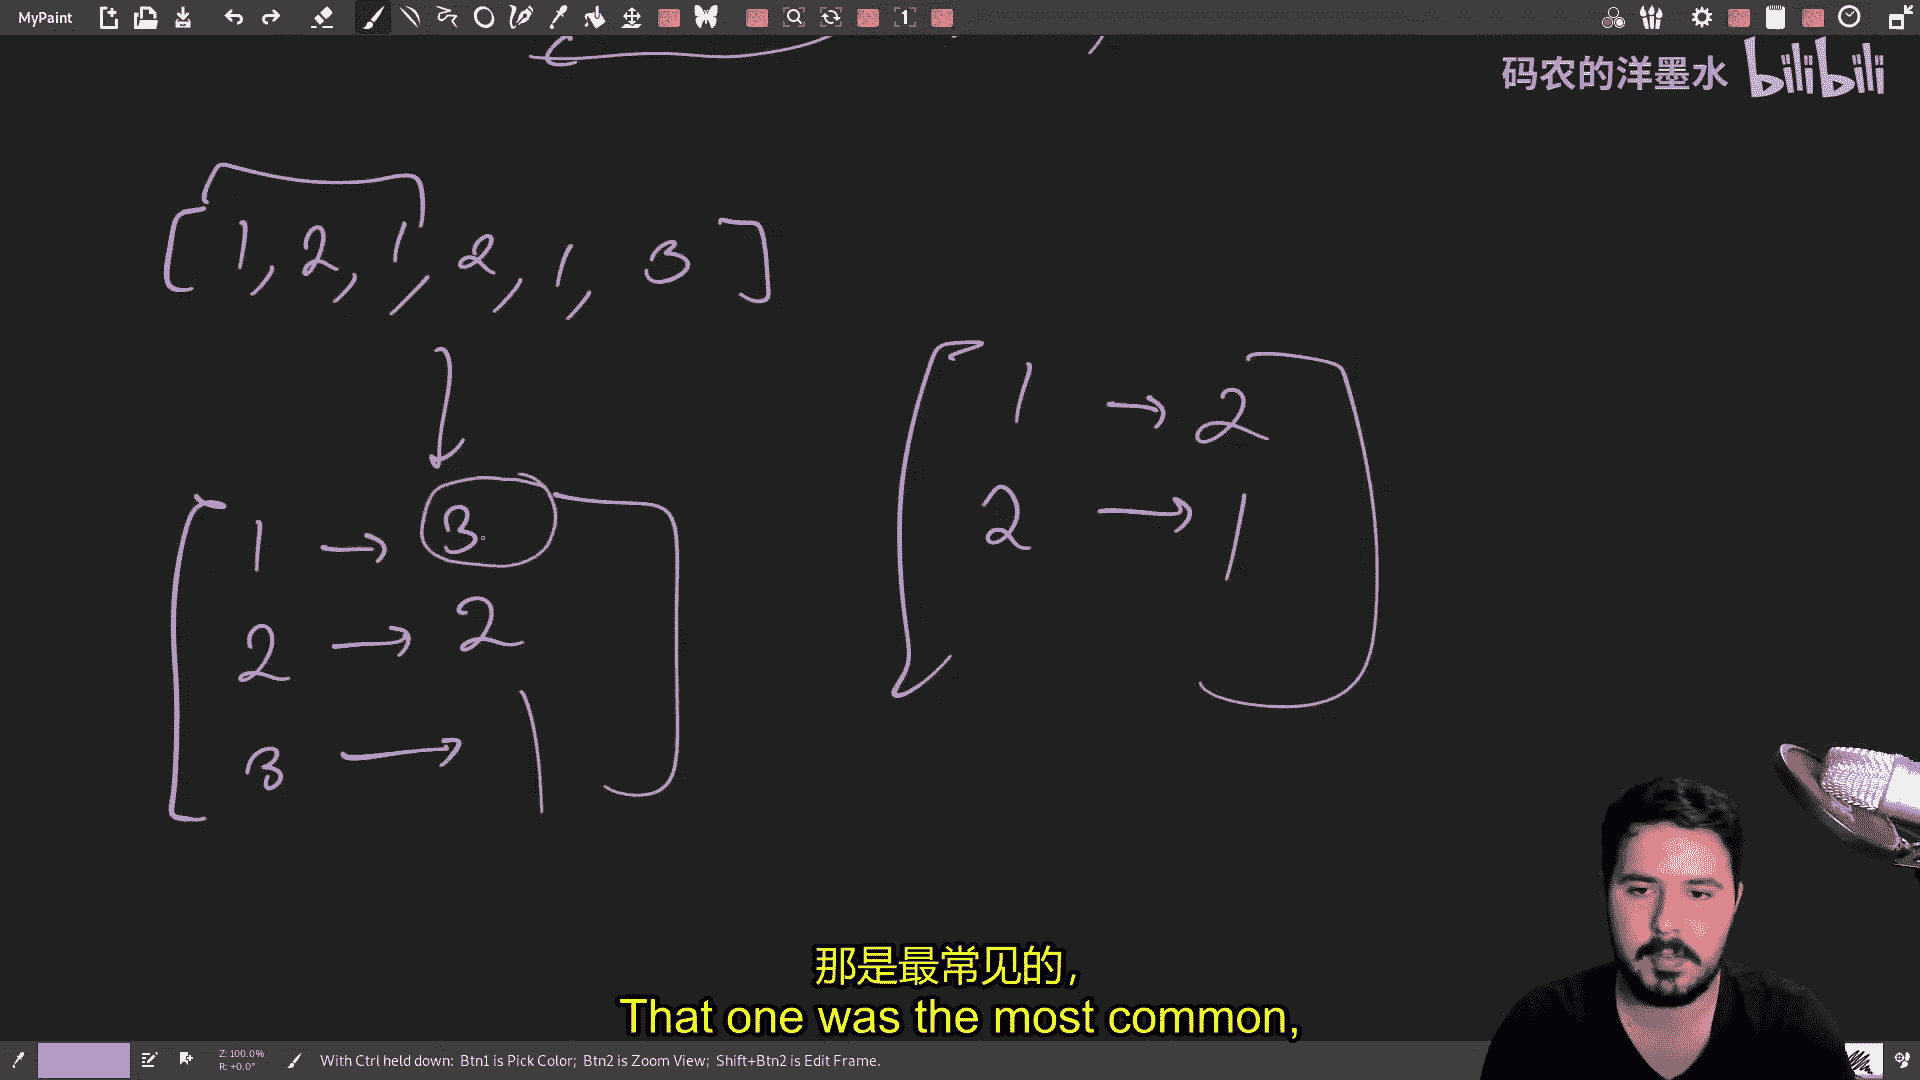 MyPaint
码农的洋墨水 bilibili
[ 1, 2, 1, 2, 1, 3 ]
1 → 3
2 → 2
3 → 1
1 → 2
2 → 1
那是最常见的，
That one was the most common,
Z: 100.0%
R: +0.0°
With Ctrl held down: Btn1 is Pick Color; Btn2 is Zoom View; Shift+Btn2 is Edit Frame.